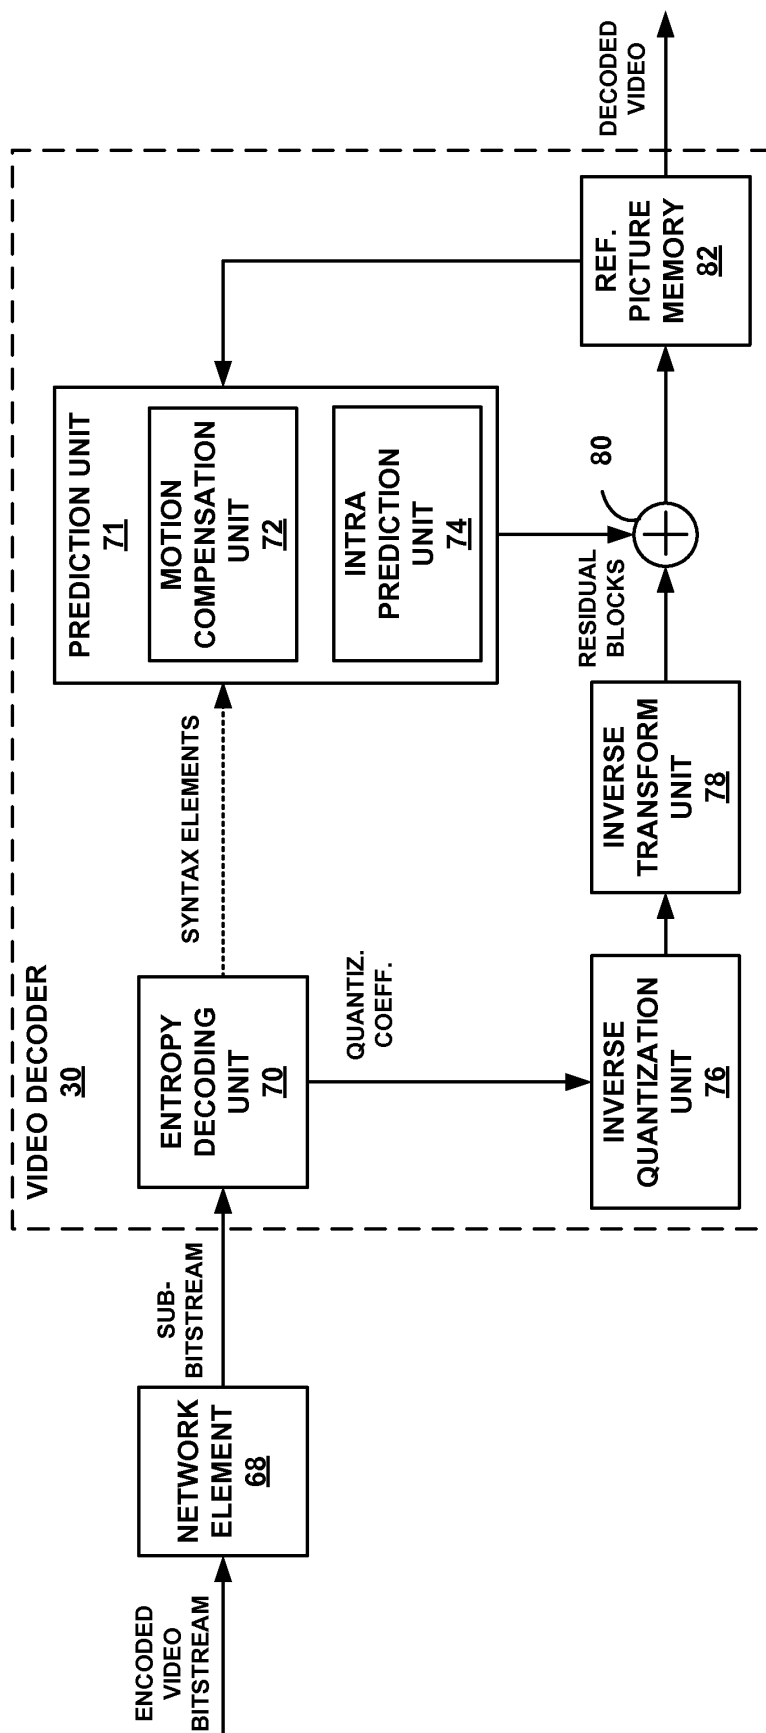 VIDEO DECODER
30
ENCODED
VIDEO
BITSTREAM
NETWORK
ELEMENT
68
SUB-
BITSTREAM
ENTROPY
DECODING
UNIT
70
SYNTAX ELEMENTS
QUANTIZ.
COEFF.
PREDICTION UNIT
71
MOTION
COMPENSATION
UNIT
72
INTRA
PREDICTION
UNIT
74
INVERSE
QUANTIZATION
UNIT
76
INVERSE
TRANSFORM
UNIT
78
RESIDUAL
BLOCKS
80
REF.
PICTURE
MEMORY
82
DECODED
VIDEO